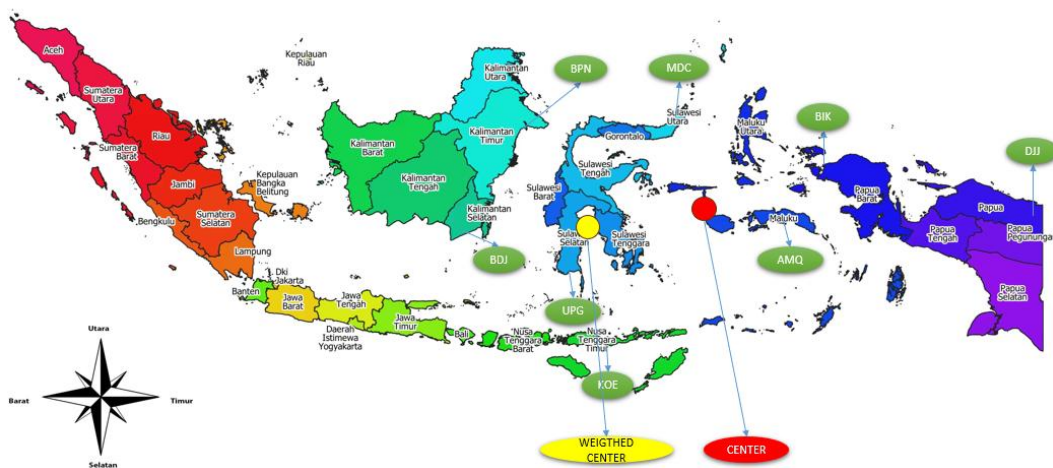 Aceh
Sumatera
Utara
Riau
Kepulauan
Riau
Sumatera
Barat
Jambi
Kepulauan
Bangka
Belitung
Bengkulu
Sumatera
Selatan
Lampung
Banten
Dki
Jakarta
Jawa
Barat
Jawa
Tengah
Daerah
Istimewa
Yogyakarta
Jawa
Timur
Bali
Nusa
Tenggara
Barat
Nusa
Tenggara
Timur
Kalimantan
Utara
Kalimantan
Barat
Kalimantan
Timur
Kalimantan
Tengah
Kalimantan
Selatan
BPN
MDC
Sulawesi
Utara
Gorontalo
Sulawesi
Tengah
Sulawesi
Barat
Selatan
Sulawesi
Tenggara
Maluku
Utara
Maluku
BIK
DJJ
Papua
Barat
Papua
Papua
Tengah
Papua
Pegunungan
Papua
Selatan
BDJ
AMQ
UPG
KOE
WEIGTHED
CENTER
CENTER
Utara
Barat
Timur
Selatan